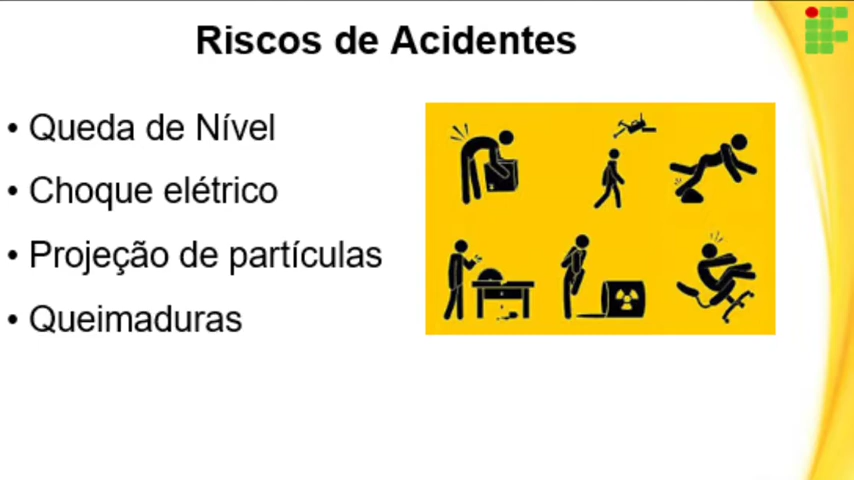 Riscos de Acidentes
• Queda de Nível
• Choque elétrico
• Projeção de partículas
• Queimaduras